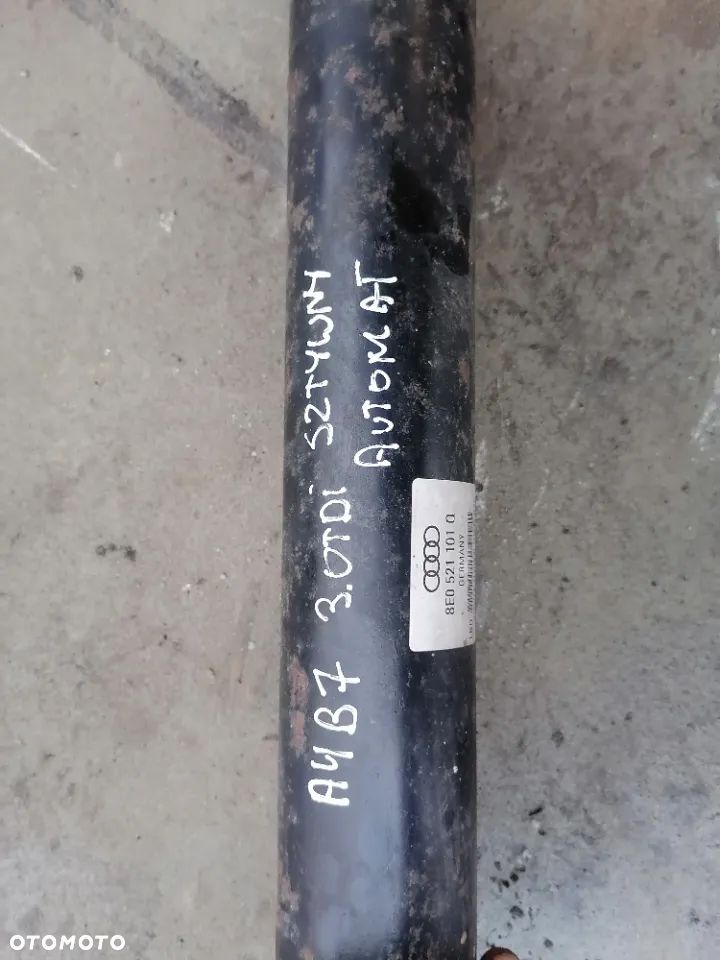 A4B7 3.0TDi SZTYWNY
AUTOMAT
8E0 521 101 Q
GERMANY
OTOMOTO